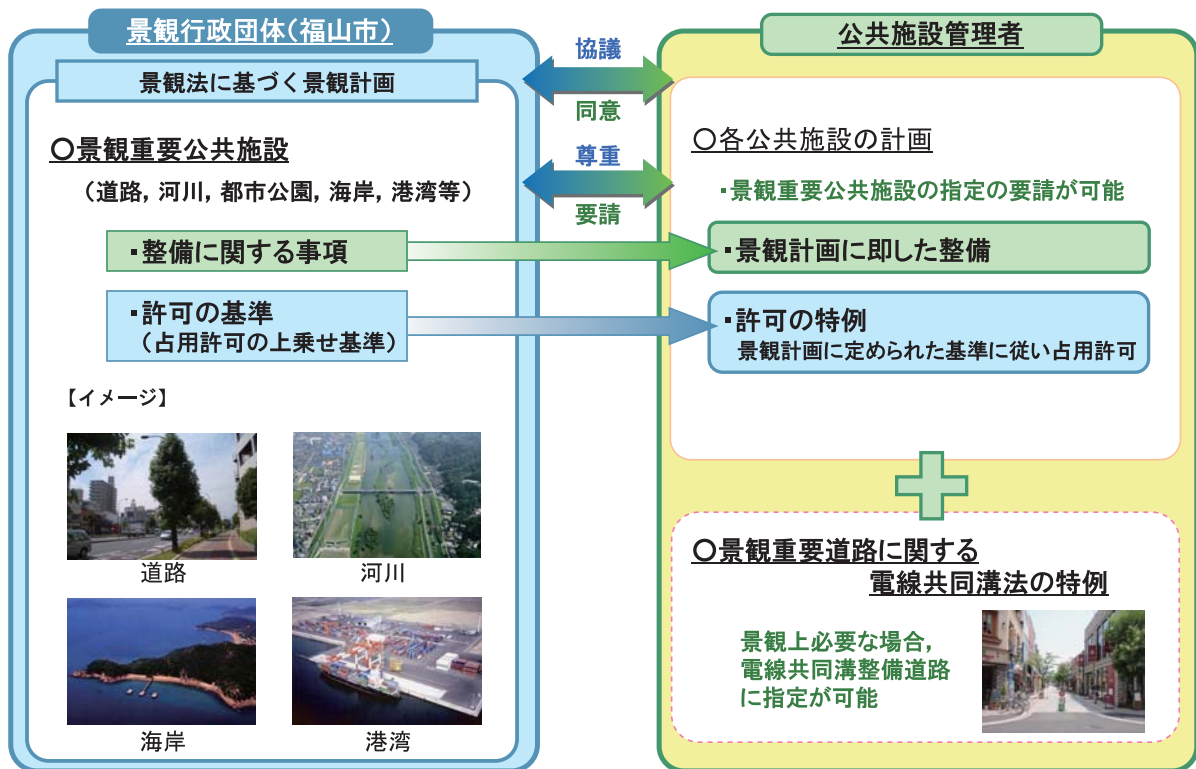 景観行政団体(福山市)
景観法に基づく景観計画
○景観重要公共施設
(道路,河川,都市公園,海岸,港湾等)
・整備に関する事項
・許可の基準
(占用許可の上乗せ基準)
【イメージ】
道路
河川
海岸
港湾
協議
同意
尊重
要請
公共施設管理者
○各公共施設の計画
・景観重要公共施設の指定の要請が可能
・景観計画に即した整備
・許可の特例
景観計画に定められた基準に従い占用許可
○景観重要道路に関する
電線共同溝法の特例
景観上必要な場合,
電線共同溝整備道路
に指定が可能